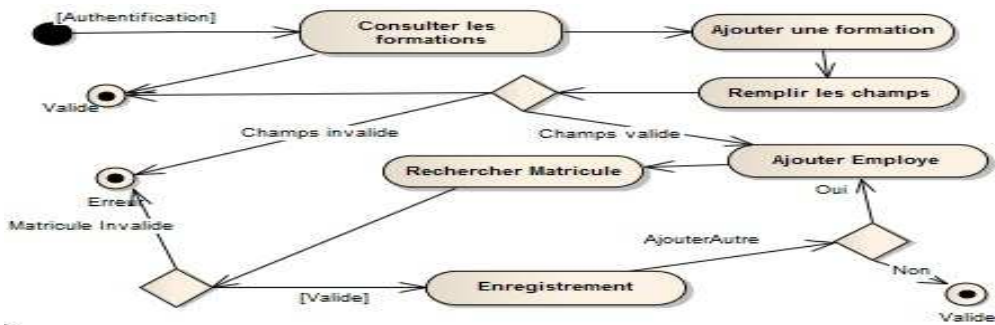 [Authentification]
Consulter les
formations
Ajouter une formation
Valide
Remplir les champs
Champs invalide
Champs valide
Rechercher Matricule
Ajouter Employe
Erreur
Oui
Matricule Invalide
AjouterAutre
[Valide]
Enregistrement
Non
Valide